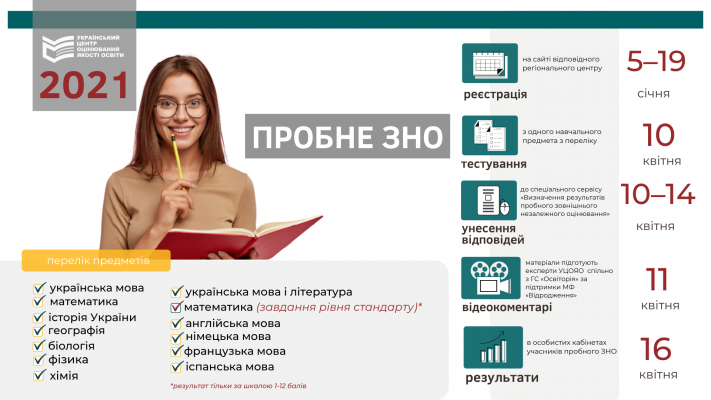 УКРАЇНСЬКИЙ
ЦЕНТР
ОЦІНЮВАННЯ
ЯКОСТІ ОСВІТИ
2021
ПРОБНЕ ЗНО
перелік предметів
українська мова
математика
історія України
географія
біологія
фізика
хімія
українська мова і література
математика (завдання рівня стандарту)*
англійська мова
німецька мова
французька мова
іспанська мова
*результат тільки за шкалою 1-12 балів
на сайті відповідного
регіонального центру
реєстрація
5–19
січня
з одного навчального
предмета з переліку
тестування
10
квітня
до спеціального сервісу
«Визначення результатів
пробного зовнішнього
незалежного оцінювання»
унесення
відповідей
10–14
квітня
матеріали підготують
експерти УЦОЯО спільно
з ГС «Освіторія» за
підтримки МФ
«Відродження»
відеокоментарі
11
квітня
в особистих кабінетах
учасників пробного ЗНО
результати
16
квітня